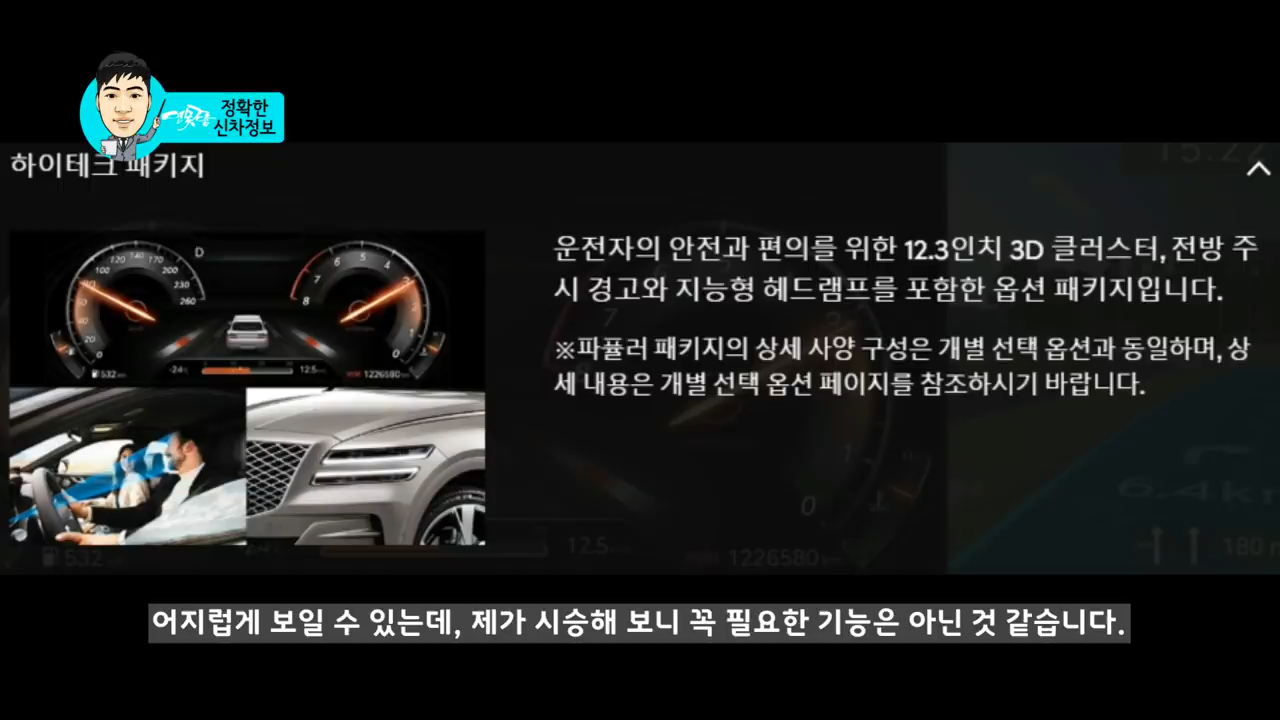 정확한
신차정보
하이테크 패키지
운전자의 안전과 편의를 위한 12.3인치 3D 클러스터, 전방 주
시 경고와 지능형 헤드램프를 포함한 옵션 패키지입니다.
※파퓰러 패키지의 상세 사양 구성은 개별 선택 옵션과 동일하며, 상
세 내용은 개별 선택 옵션 페이지를 참조하시기 바랍니다.
어지럽게 보일 수 있는데, 제가 시승해 보니 꼭 필요한 기능은 아닌 것 같습니다.